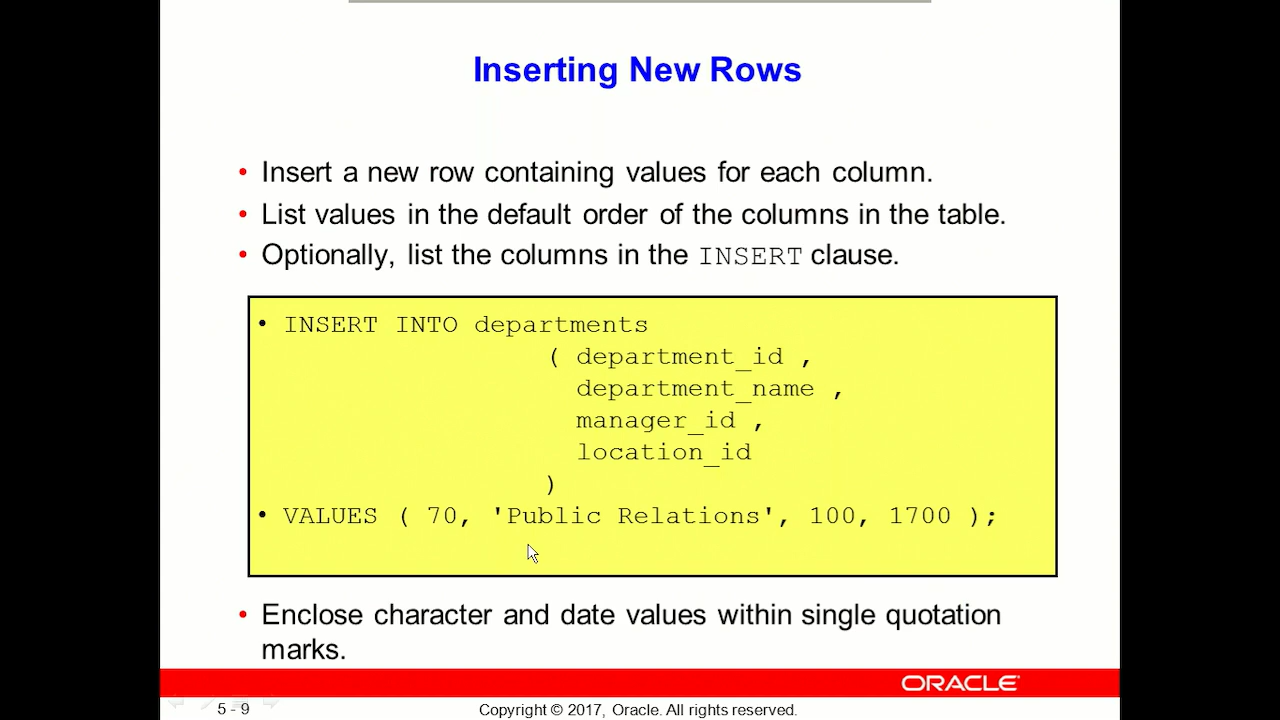 Inserting New Rows
• Insert a new row containing values for each column.
• List values in the default order of the columns in the table.
• Optionally, list the columns in the INSERT clause.
• INSERT INTO departments
( department_id ,
department_name ,
manager_id ,
location_id
)
• VALUES ( 70, 'Public Relations', 100, 1700 );
• Enclose character and date values within single quotation
marks.
ORACLE
5 - 9
Copyright © 2017, Oracle. All rights reserved.